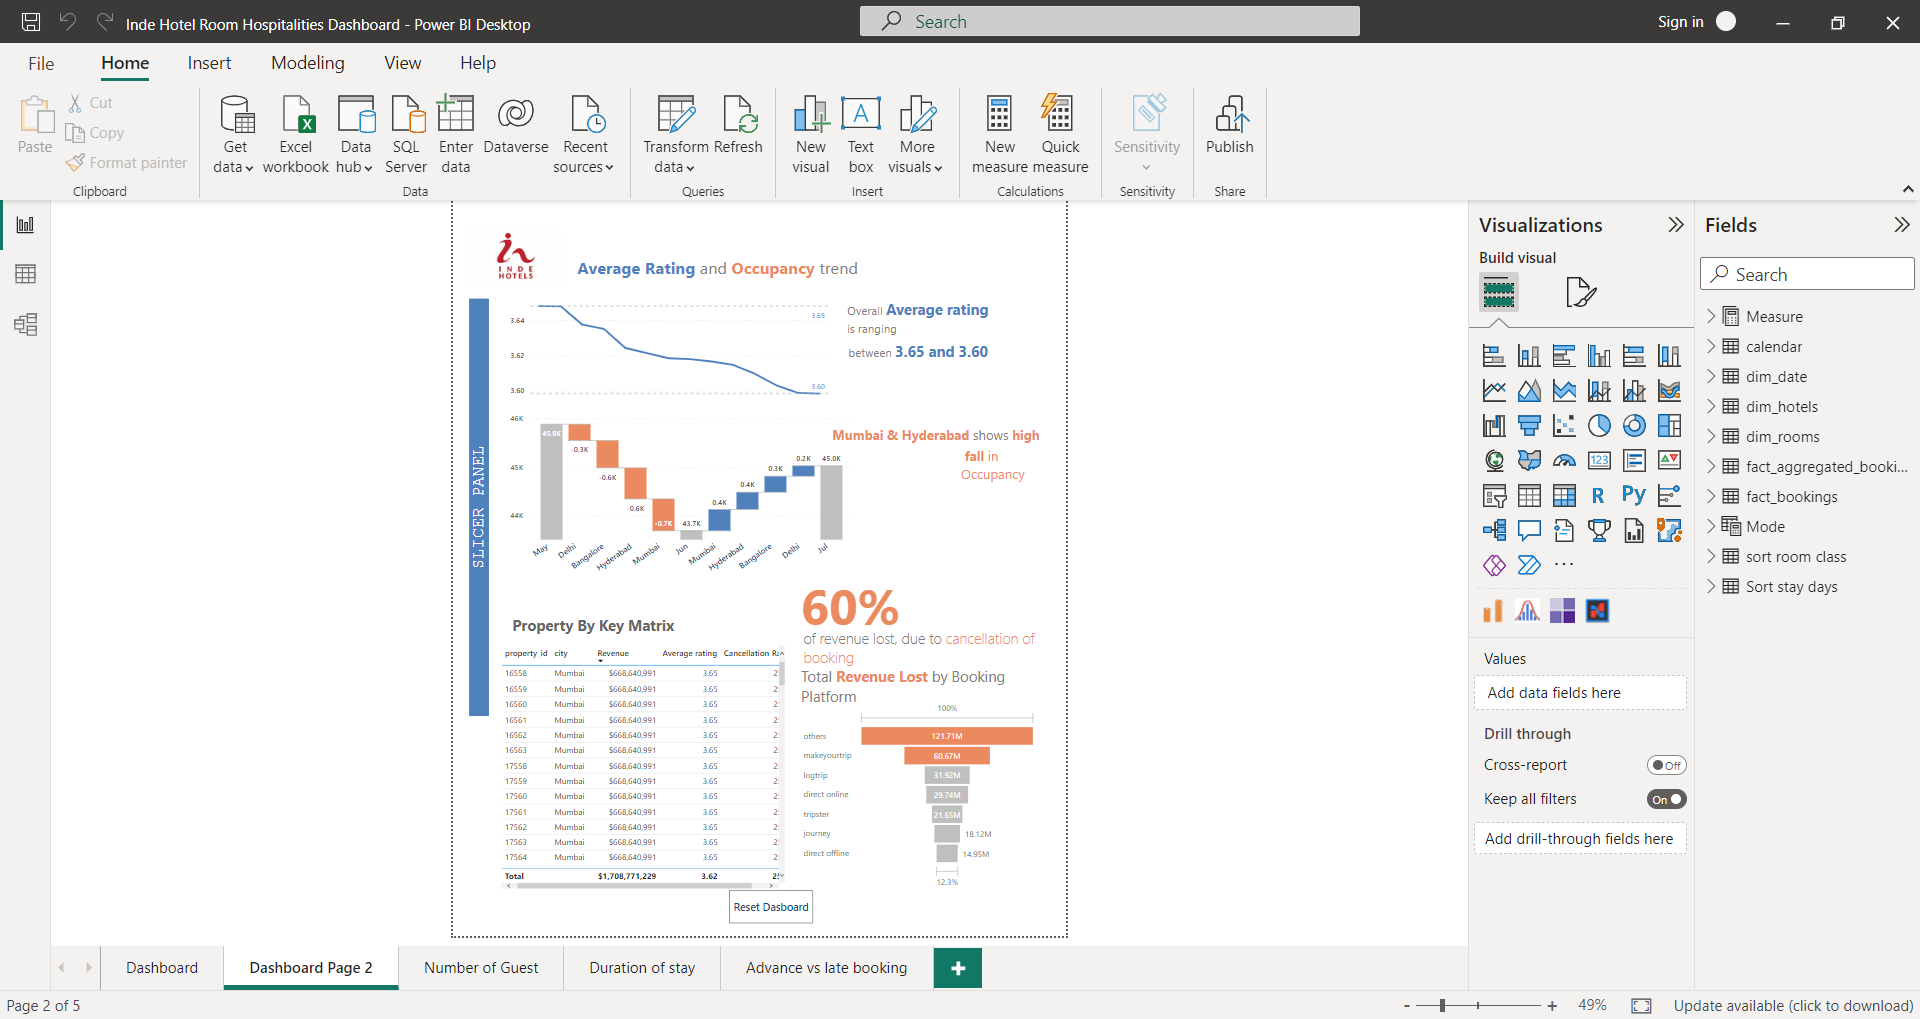 Inde Hotel Room Hospitalities Dashboard - Power BI Desktop
Search
Sign in
File
Home
Insert
Modeling
View
Help
Paste
Cut
Copy
Format painter
Clipboard
Get data
Excel workbook
Data hub
SQL Server
Enter data
Dataverse
Recent sources
Data
Transform data
Refresh
Queries
New visual
Text box
More visuals
Insert
New measure
Quick measure
Calculations
Sensitivity
Sensitivity
Publish
Share
INDE
HOTELS
Average Rating and Occupancy trend
SLICER PANEL
3.64
3.62
3.60
3.65
3.60
Overall Average rating
is ranging
between 3.65 and 3.60
46K
45K
44K
45.9K
-0.3K
-0.6K
-0.6K
-0.7K
43.7K
0.4K
0.4K
0.3K
0.2K
45.0K
May
Delhi
Bangalore
Hyderabad
Mumbai
Jun
Mumbai
Hyderabad
Bangalore
Delhi
Jul
Mumbai & Hyderabad shows high
fall in
Occupancy
60%
of revenue lost, due to cancellation of
booking
Total Revenue Lost by Booking
Platform
100%
others 121.71M
makeyourtrip 60.67M
logtrip 31.92M
direct online 29.74M
tripster 21.65M
journey 18.12M
direct offline 14.95M
12.3%
Property By Key Matrix
property_id city Revenue Average rating Cancellation Ra
16558 Mumbai $668,640,991 3.65 2
16559 Mumbai $668,640,991 3.65 2
16560 Mumbai $668,640,991 3.65 2
16561 Mumbai $668,640,991 3.65 2
16562 Mumbai $668,640,991 3.65 2
16563 Mumbai $668,640,991 3.65 2
17558 Mumbai $668,640,991 3.65 2
17559 Mumbai $668,640,991 3.65 2
17560 Mumbai $668,640,991 3.65 2
17561 Mumbai $668,640,991 3.65 2
17562 Mumbai $668,640,991 3.65 2
17563 Mumbai $668,640,991 3.65 2
17564 Mumbai $668,640,991 3.65 2
Total $1,708,771,229 3.62 2
Reset Dasboard
Visualizations
Build visual
123
R
Py
Values
Add data fields here
Drill through
Cross-report
Off
Keep all filters
On
Add drill-through fields here
Fields
Search
Measure
calendar
dim_date
dim_hotels
dim_rooms
fact_aggregated_booki...
fact_bookings
Mode
sort room class
Sort stay days
Dashboard
Dashboard Page 2
Number of Guest
Duration of stay
Advance vs late booking
Page 2 of 5
49%
Update available (click to download)